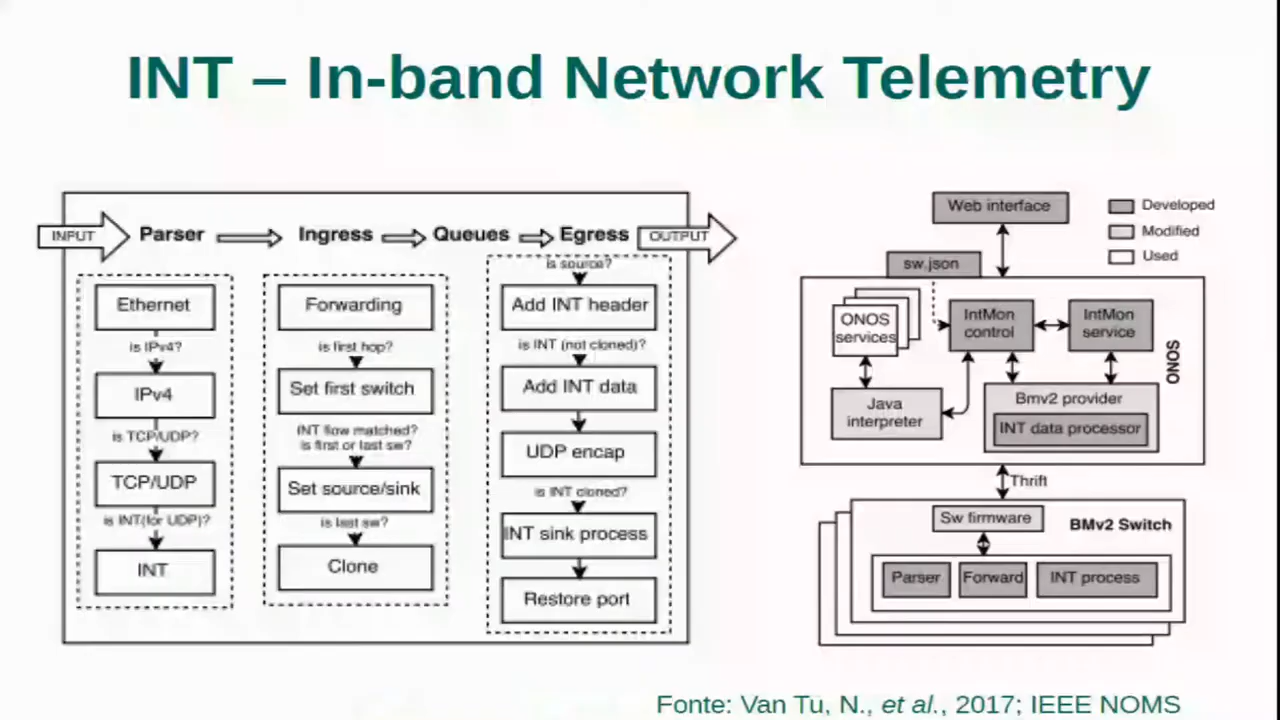 INT – In-band Network Telemetry
INPUT
Parser
Ingress
Queues
Egress
OUTPUT
Ethernet
is IPv4?
IPv4
is TCP/UDP?
TCP/UDP
is INT(for UDP)?
INT
Forwarding
is first hop?
Set first switch
INT flow matched?
is first or last sw?
Set source/sink
is last sw?
Clone
is source?
Add INT header
is INT (not cloned)?
Add INT data
UDP encap
is INT cloned?
INT sink process
Restore port
Web interface
Developed
Modified
Used
sw.json
ONOS
services
IntMon
control
IntMon
service
ONOS
Java
interpreter
Bmv2 provider
INT data processor
Thrift
Sw firmware
BMv2 Switch
Parser
Forward
INT process
Fonte: Van Tu, N., et al., 2017; IEEE NOMS